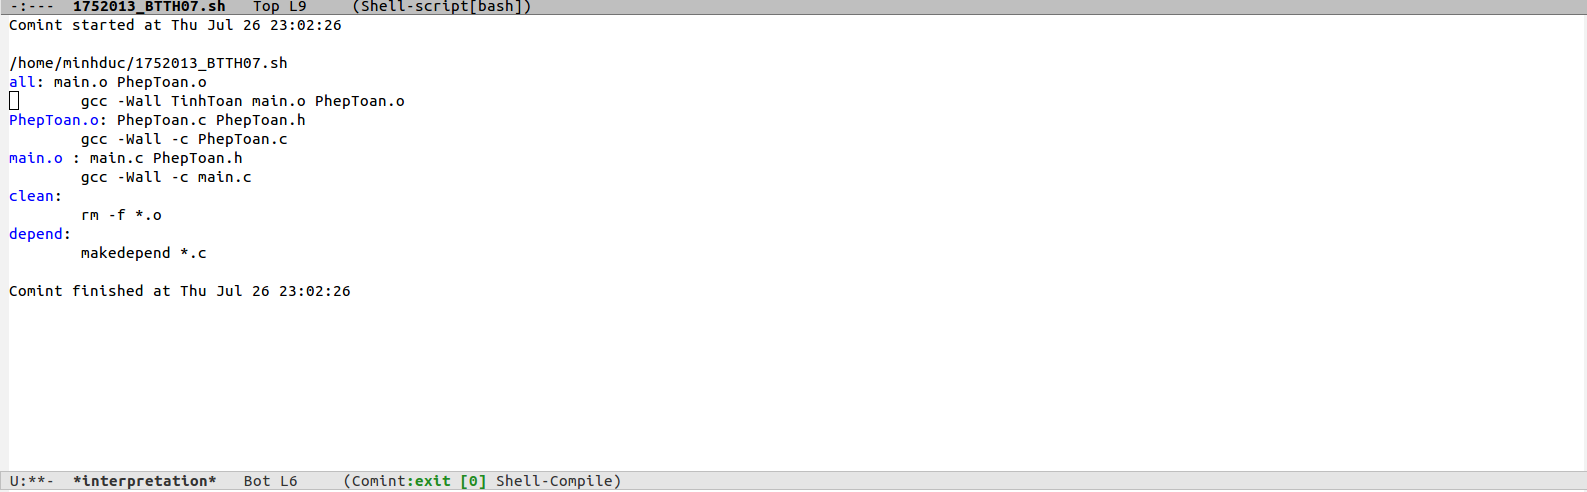 -:---  1752013_BTTH07.sh   Top L9     (Shell-script[bash])
Comint started at Thu Jul 26 23:02:26
/home/minhduc/1752013_BTTH07.sh
all: main.o PhepToan.o
        gcc -Wall TinhToan main.o PhepToan.o
PhepToan.o: PhepToan.c PhepToan.h
        gcc -Wall -c PhepToan.c
main.o : main.c PhepToan.h
        gcc -Wall -c main.c
clean:
        rm -f *.o
depend:
        makedepend *.c
Comint finished at Thu Jul 26 23:02:26
U:**-  *interpretation*   Bot L6     (Comint:exit [0] Shell-Compile)